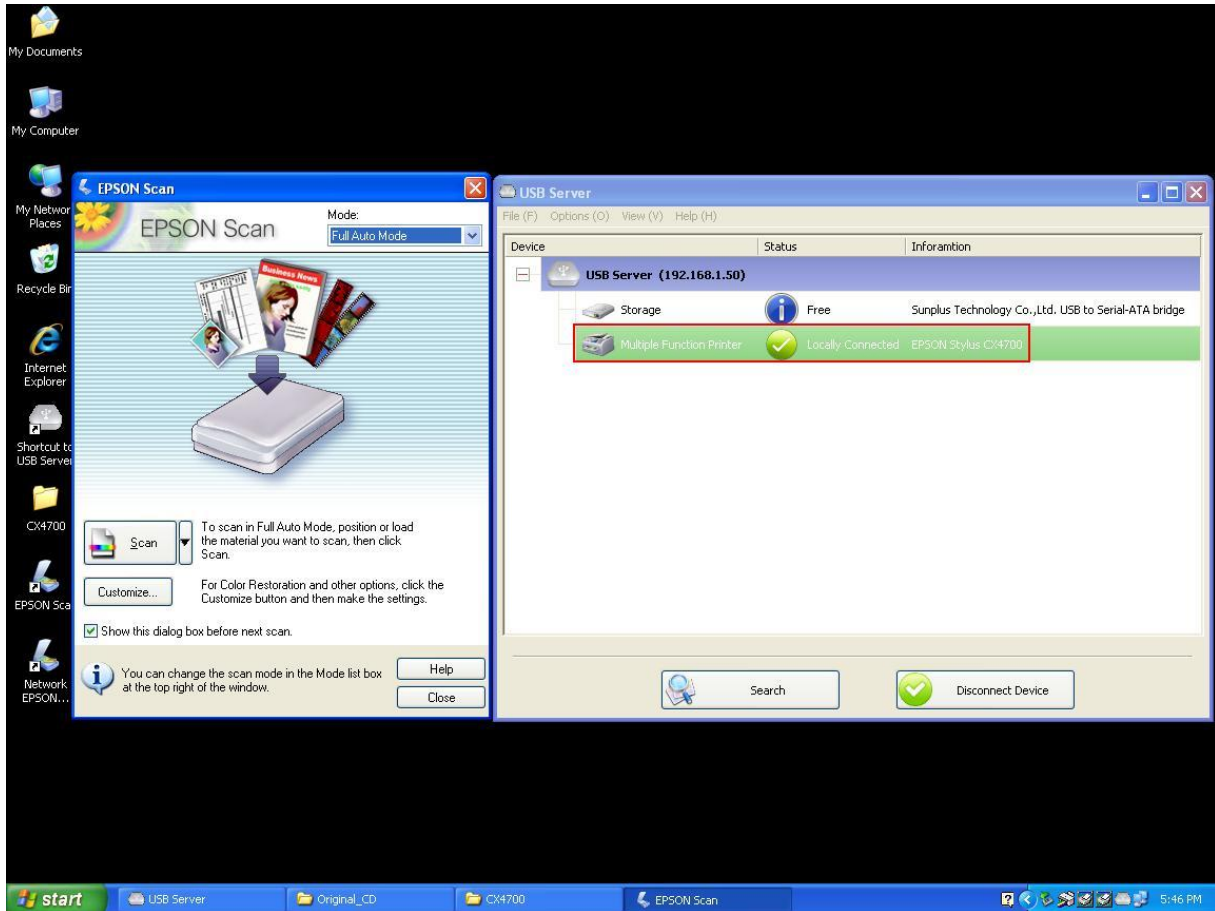 My Documents
My Computer
My Networ
Places
Recycle Bin
Internet
Explorer
Shortcut to
USB Server
CX4700
EPSON Sca
Network
EPSON...
EPSON Scan
EPSON Scan
Mode:
Full Auto Mode
Business News
Scan
To scan in Full Auto Mode, position or load
the material you want to scan, then click
Scan.
Customize...
For Color Restoration and other options, click the
Customize button and then make the settings.
Show this dialog box before next scan.
You can change the scan mode in the Mode list box
at the top right of the window.
Help
Close
USB Server
File (F) Options (O) View (V) Help (H)
Device Status Inforamtion
USB Server (192.168.1.50)
Storage Free Sunplus Technology Co.,Ltd. USB to Serial-ATA bridge
Multiple Function Printer Locally Connected EPSON Stylus CX4700
Search
Disconnect Device
start USB Server Original_CD CX4700 EPSON Scan 5:46 PM